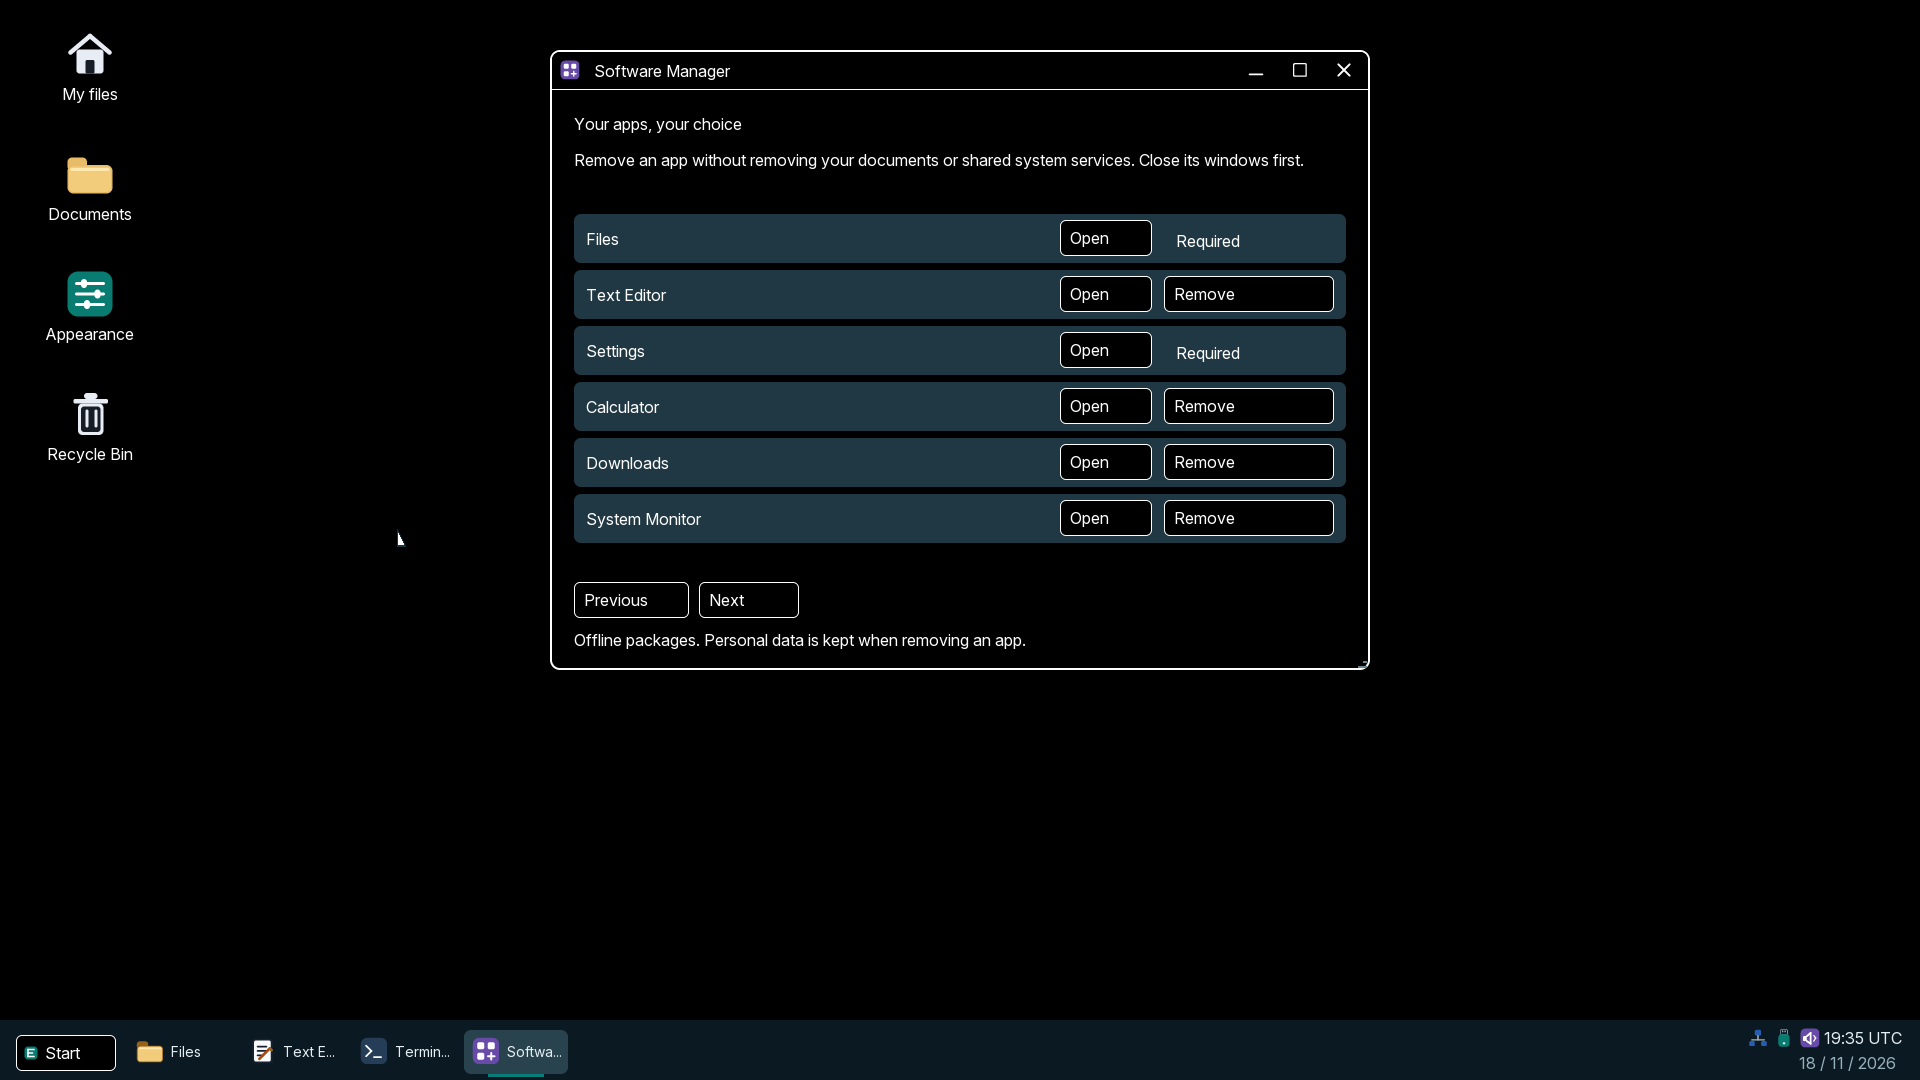 My files
Documents
Appearance
Recycle Bin
Software Manager
Your apps, your choice
Remove an app without removing your documents or shared system services. Close its windows first.
Files Open Required
Text Editor Open Remove
Settings Open Required
Calculator Open Remove
Downloads Open Remove
System Monitor Open Remove
Previous Next
Offline packages. Personal data is kept when removing an app.
Start Files Text E... Termin... Softwa... 19:35 UTC
18 / 11 / 2026